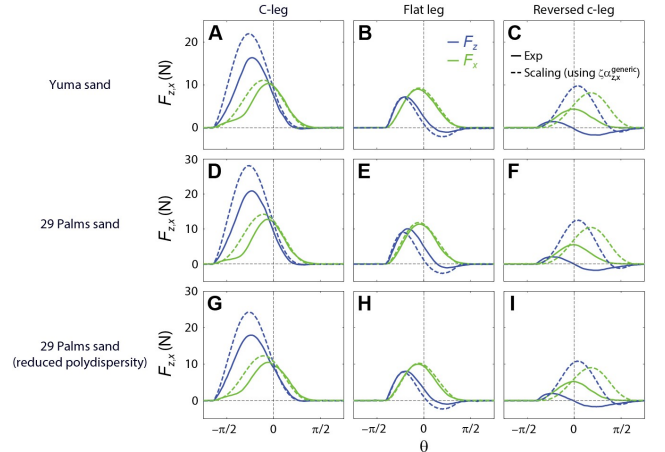 C-leg Flat leg Reversed c-leg
Yuma sand
29 Palms sand
29 Palms sand
(reduced polydispersity)
A B C
D E F
G H I
F_z
F_x
Exp
Scaling (using ζα_z,x^generic)
F_z,x (N)
20
10
0
F_z,x (N)
30
20
10
0
F_z,x (N)
30
20
10
0
−π/2 0 π/2 −π/2 0 π/2 −π/2 0 π/2
θ